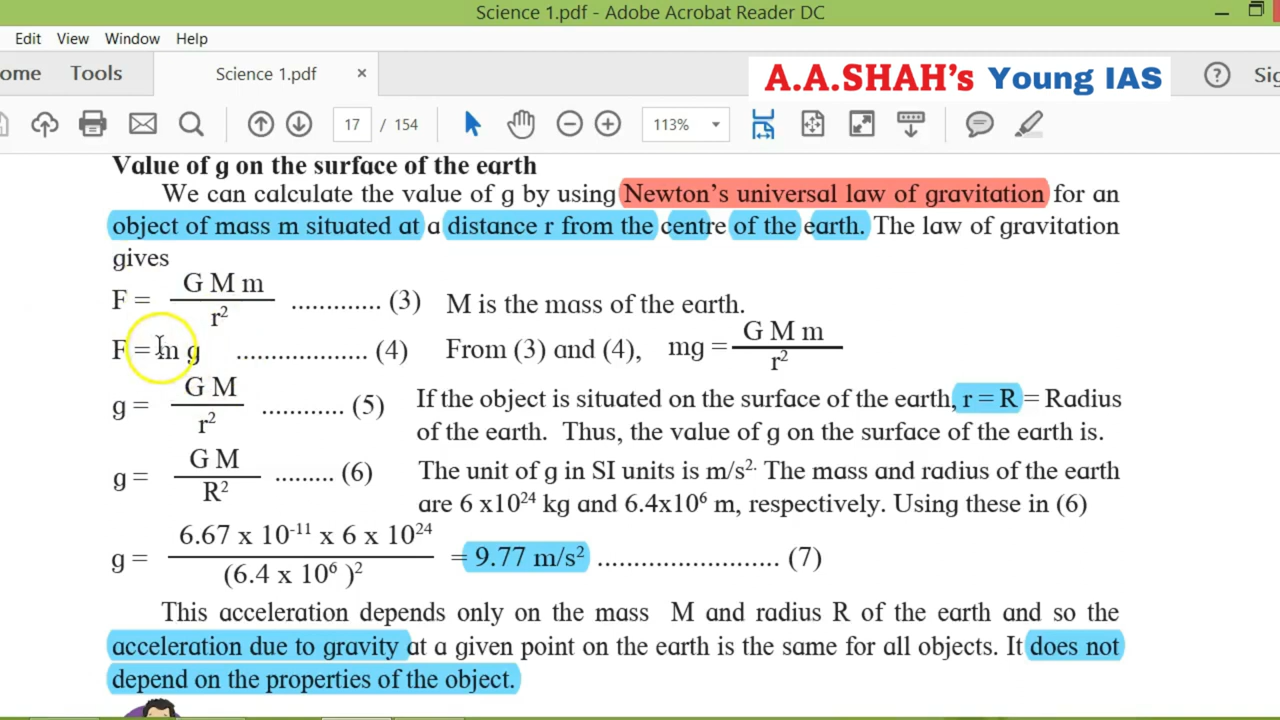 Science 1.pdf - Adobe Acrobat Reader DC
Edit View Window Help
ome Tools Science 1.pdf × ? Sig
A.A.SHAH's Young IAS
17 / 154 113%
Value of g on the surface of the earth
We can calculate the value of g by using Newton's universal law of gravitation for an
object of mass m situated at a distance r from the centre of the earth. The law of gravitation
gives
F = G M m / r² ............. (3) M is the mass of the earth.
F = m g ................... (4) From (3) and (4), mg = G M m / r²
g = G M / r² ............ (5) If the object is situated on the surface of the earth, r = R = Radius
of the earth. Thus, the value of g on the surface of the earth is.
g = G M / R² ......... (6) The unit of g in SI units is m/s². The mass and radius of the earth
are 6 x10²⁴ kg and 6.4x10⁶ m, respectively. Using these in (6)
g = 6.67 x 10⁻¹¹ x 6 x 10²⁴ / (6.4 x 10⁶ )² = 9.77 m/s² .......................... (7)
This acceleration depends only on the mass M and radius R of the earth and so the
acceleration due to gravity at a given point on the earth is the same for all objects. It does not
depend on the properties of the object.